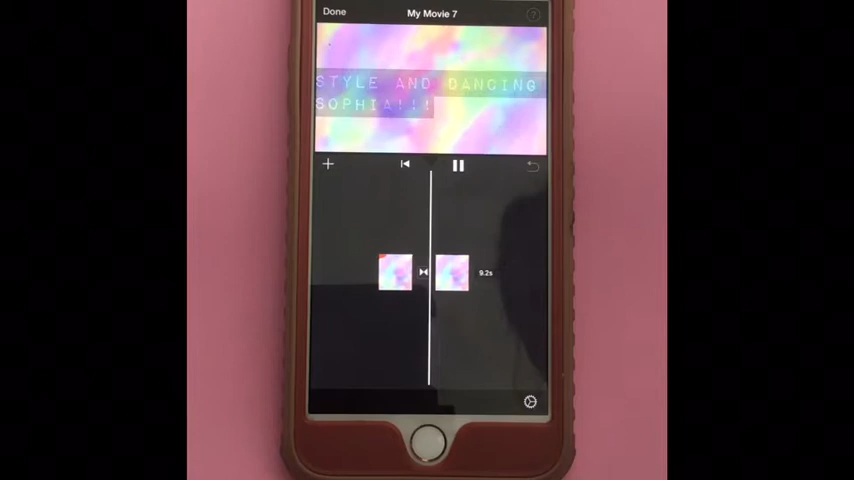 Done
My Movie 7
?
STYLE AND DANCING
SOPHIA!!!
9.2s